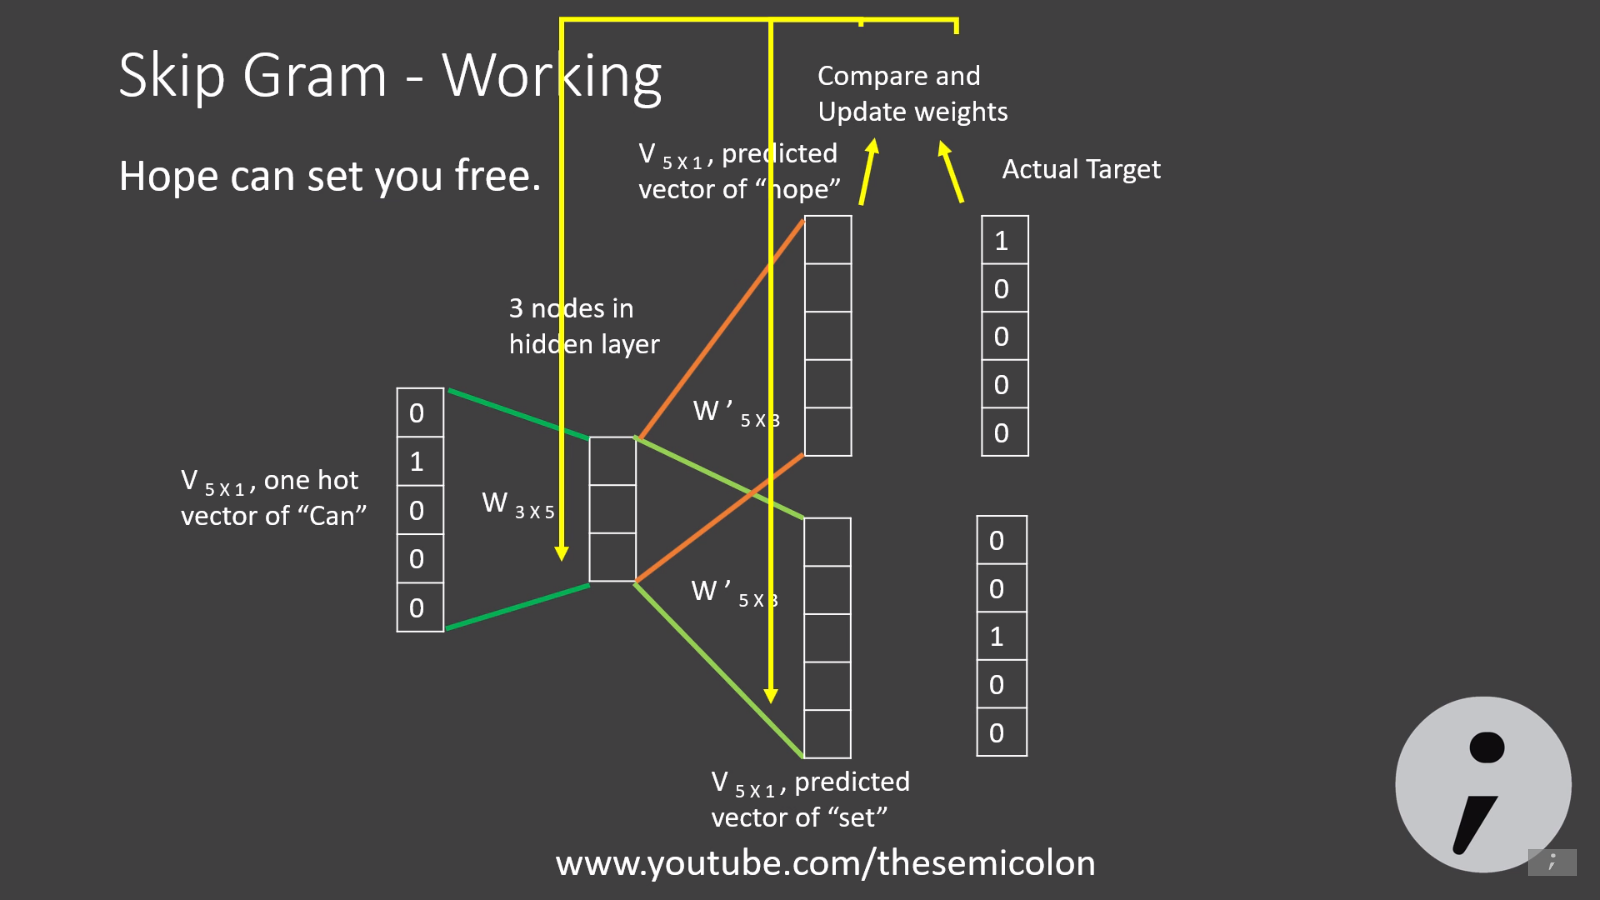 Skip Gram - Working
Hope can set you free.
Compare and
Update weights
V 5 X 1 , predicted
vector of “hope”
Actual Target
3 nodes in
hidden layer
W ’ 5 X 3
1
0
0
0
0
0
1
0
0
0
V 5 X 1 , one hot
vector of “Can”
W 3 X 5
W ’ 5 X 3
0
0
1
0
0
V 5 X 1 , predicted
vector of “set”
www.youtube.com/thesemicolon